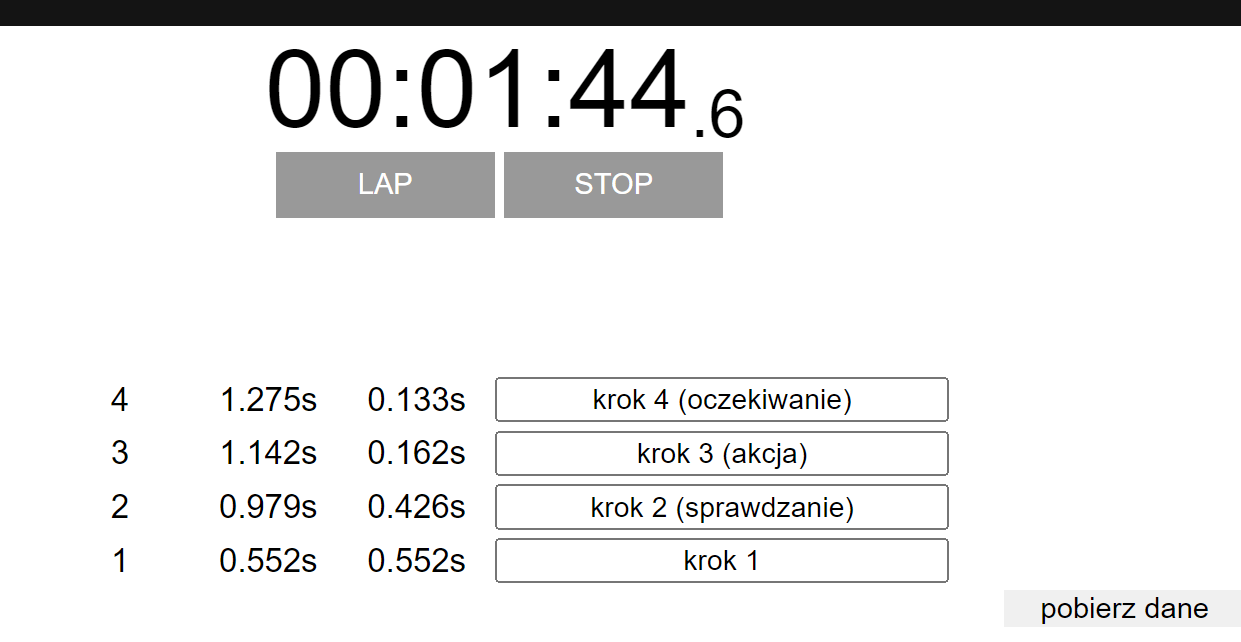 00:01:44.6
LAP STOP
4 1.275s 0.133s krok 4 (oczekiwanie)
3 1.142s 0.162s krok 3 (akcja)
2 0.979s 0.426s krok 2 (sprawdzanie)
1 0.552s 0.552s krok 1
pobierz dane